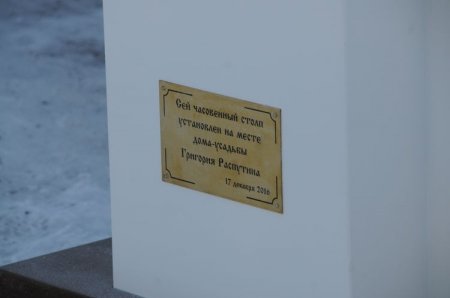 Сей часовенный столп
установлен на месте
дома-усадьбы
Григория Распутина
17 декабря 2016